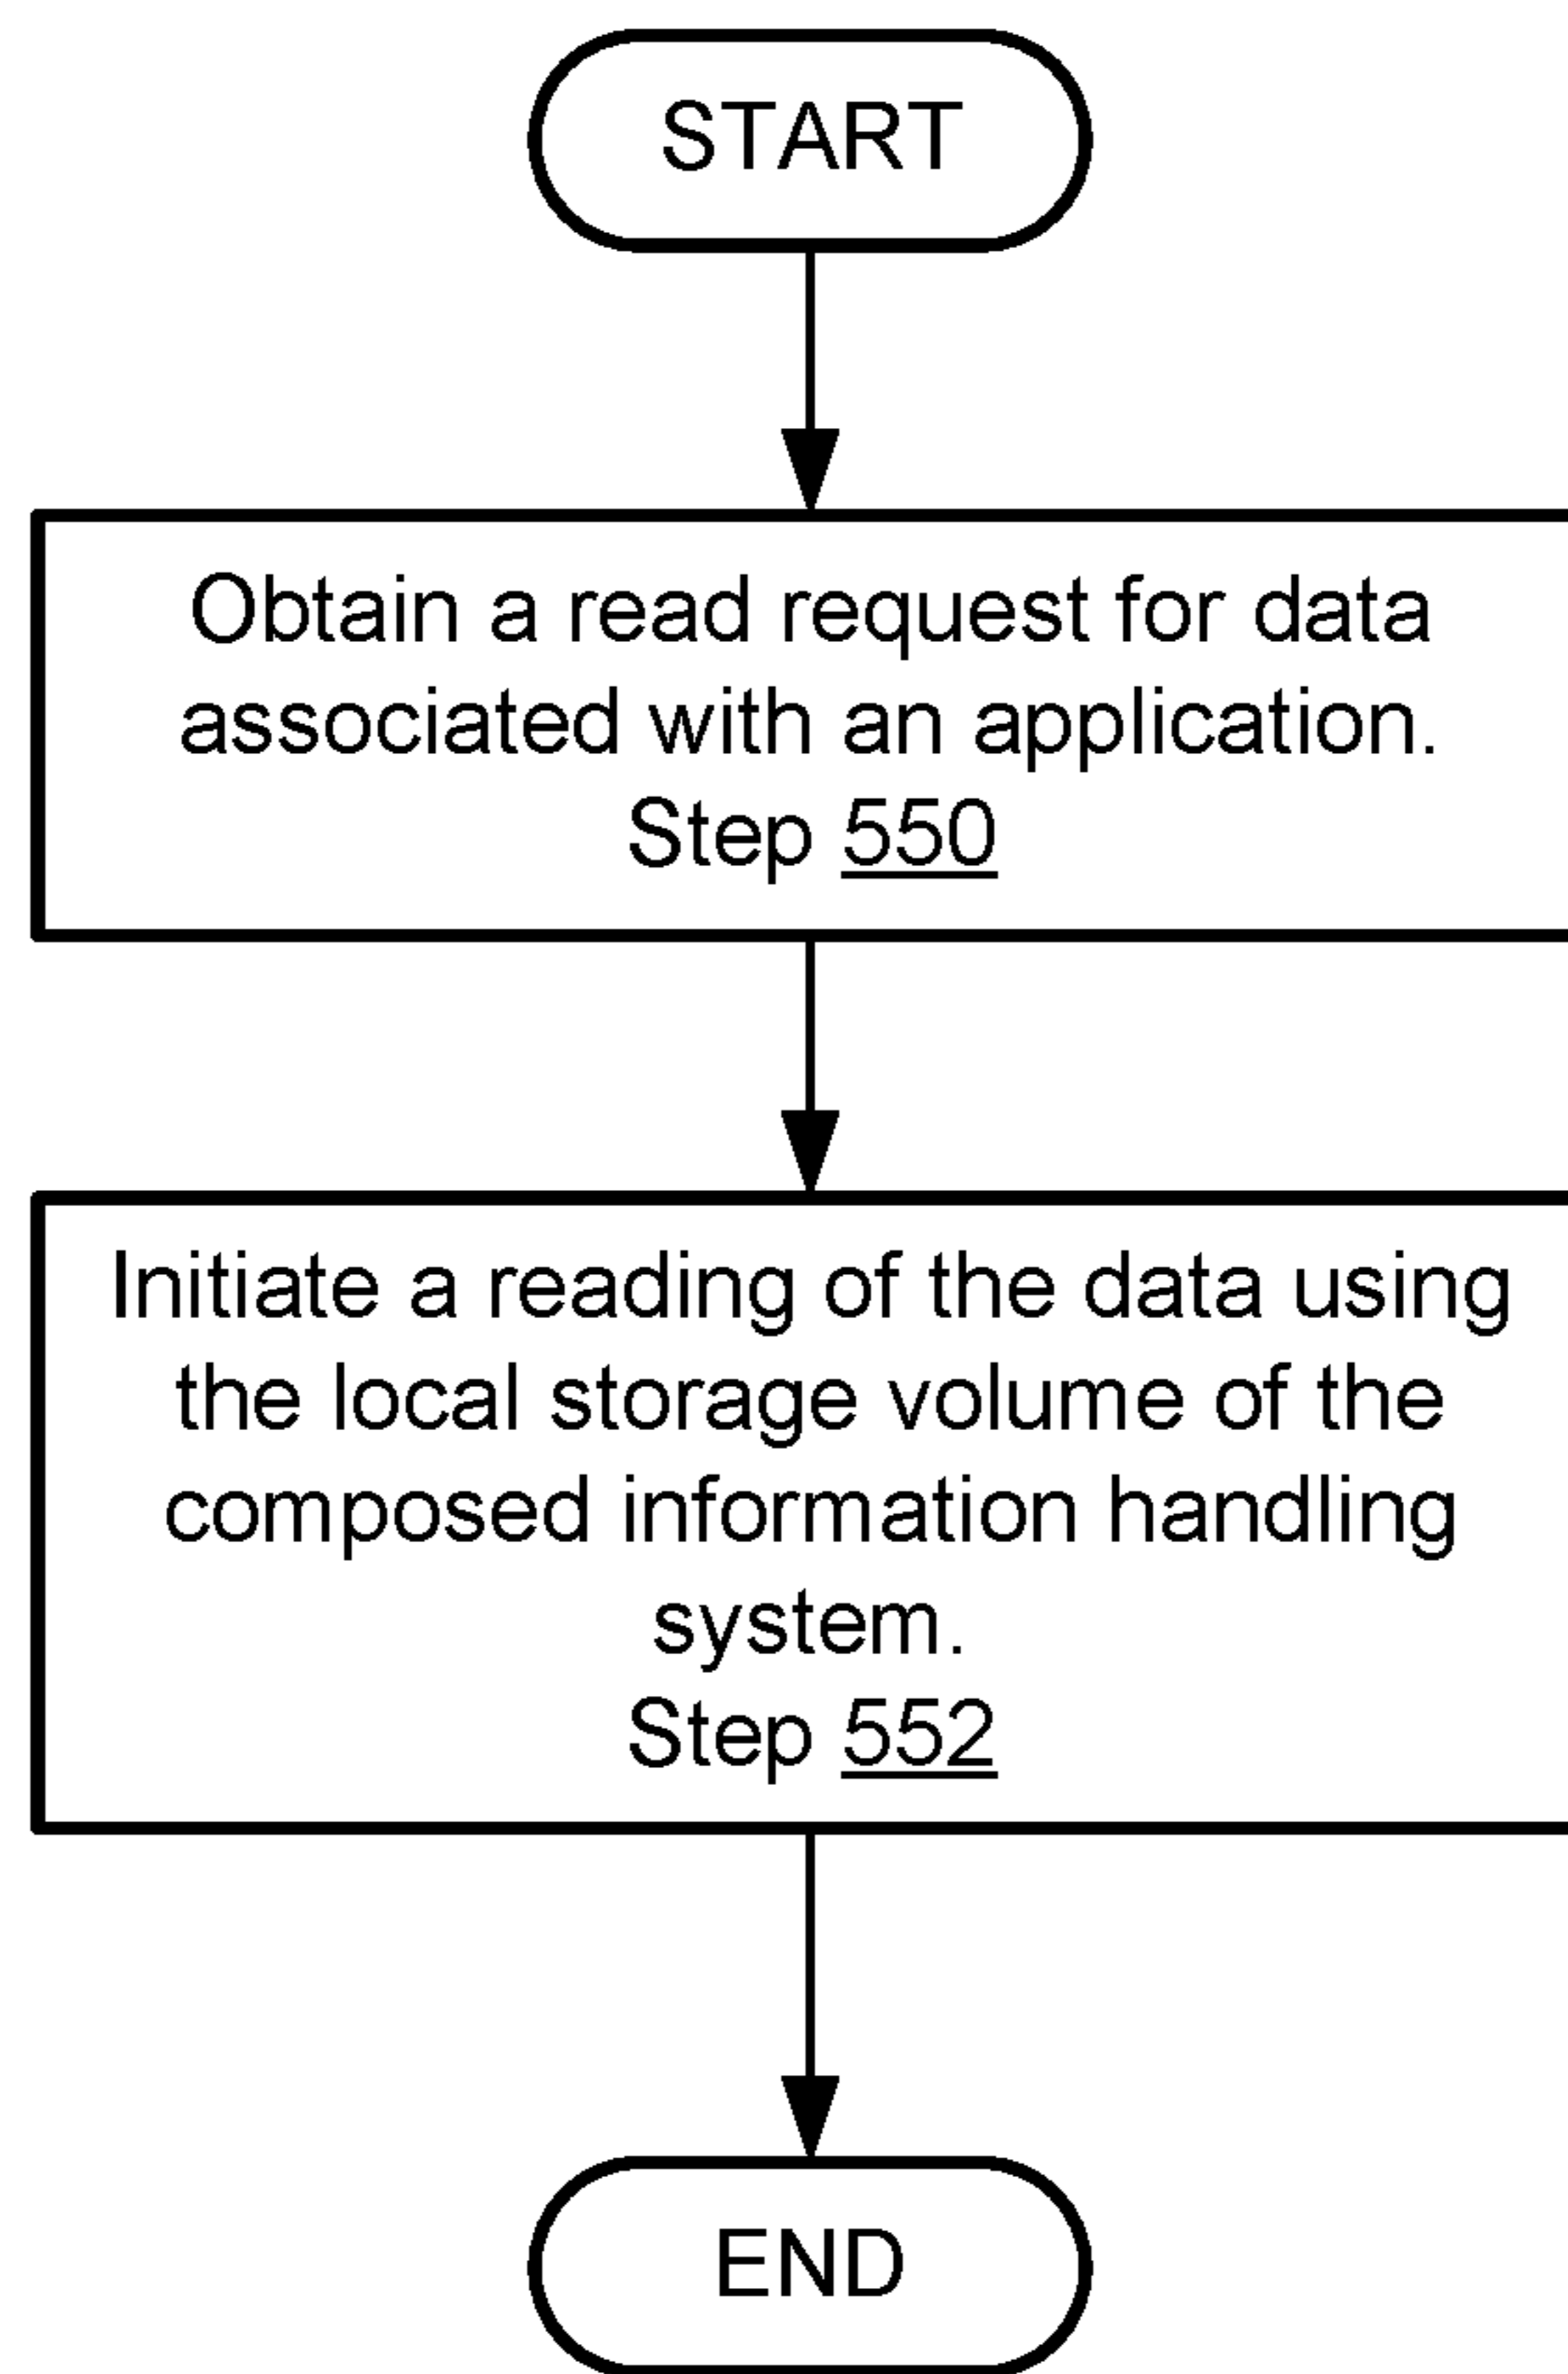 START
Obtain a read request for data
associated with an application.
Step 550
Initiate a reading of the data using
the local storage volume of the
composed information handling
system.
Step 552
END